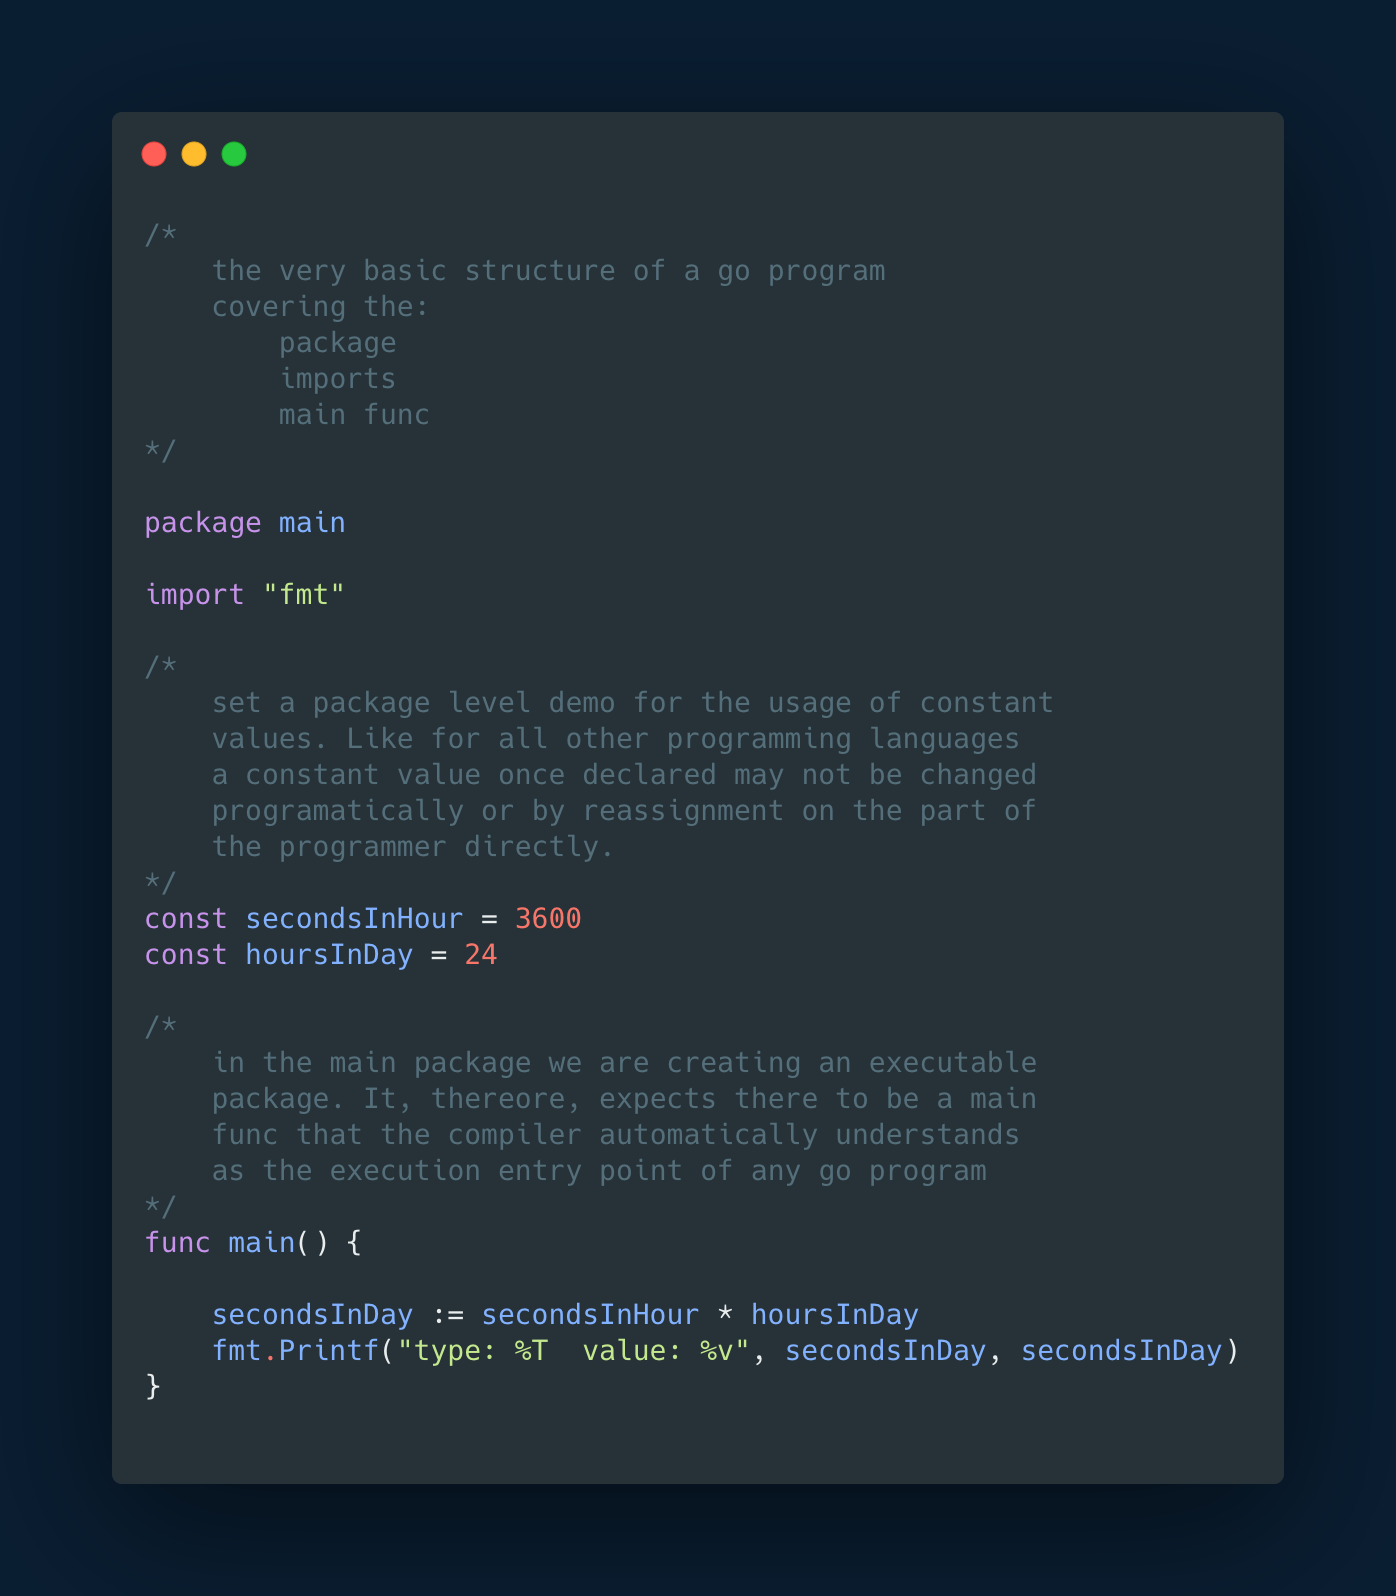 /*
    the very basic structure of a go program
    covering the:
        package
        imports
        main func
*/

package main

import "fmt"

/*
    set a package level demo for the usage of constant
    values. Like for all other programming languages
    a constant value once declared may not be changed
    programatically or by reassignment on the part of
    the programmer directly.
*/
const secondsInHour = 3600
const hoursInDay = 24

/*
    in the main package we are creating an executable
    package. It, thereore, expects there to be a main
    func that the compiler automatically understands
    as the execution entry point of any go program
*/
func main() {

    secondsInDay := secondsInHour * hoursInDay
    fmt.Printf("type: %T  value: %v", secondsInDay, secondsInDay)
}